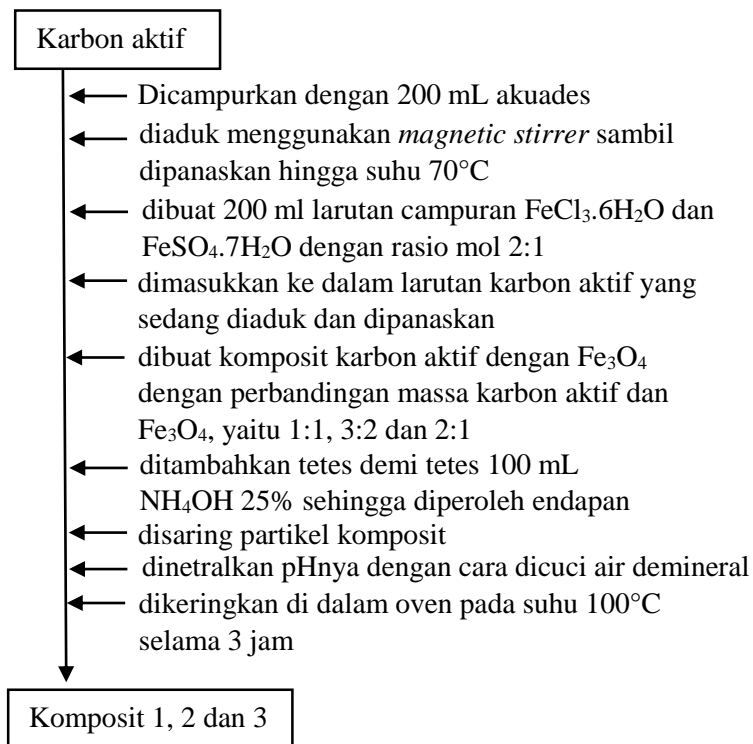 Karbon aktif
Dicampurkan dengan 200 mL akuades
diaduk menggunakan magnetic stirrer sambil
dipanaskan hingga suhu 70°C
dibuat 200 ml larutan campuran FeCl₃.6H₂O dan
FeSO₄.7H₂O dengan rasio mol 2:1
dimasukkan ke dalam larutan karbon aktif yang
sedang diaduk dan dipanaskan
dibuat komposit karbon aktif dengan Fe₃O₄
dengan perbandingan massa karbon aktif dan
Fe₃O₄, yaitu 1:1, 3:2 dan 2:1
ditambahkan tetes demi tetes 100 mL
NH₄OH 25% sehingga diperoleh endapan
disaring partikel komposit
dinetralkan pHnya dengan cara dicuci air demineral
dikeringkan di dalam oven pada suhu 100°C
selama 3 jam
Komposit 1, 2 dan 3